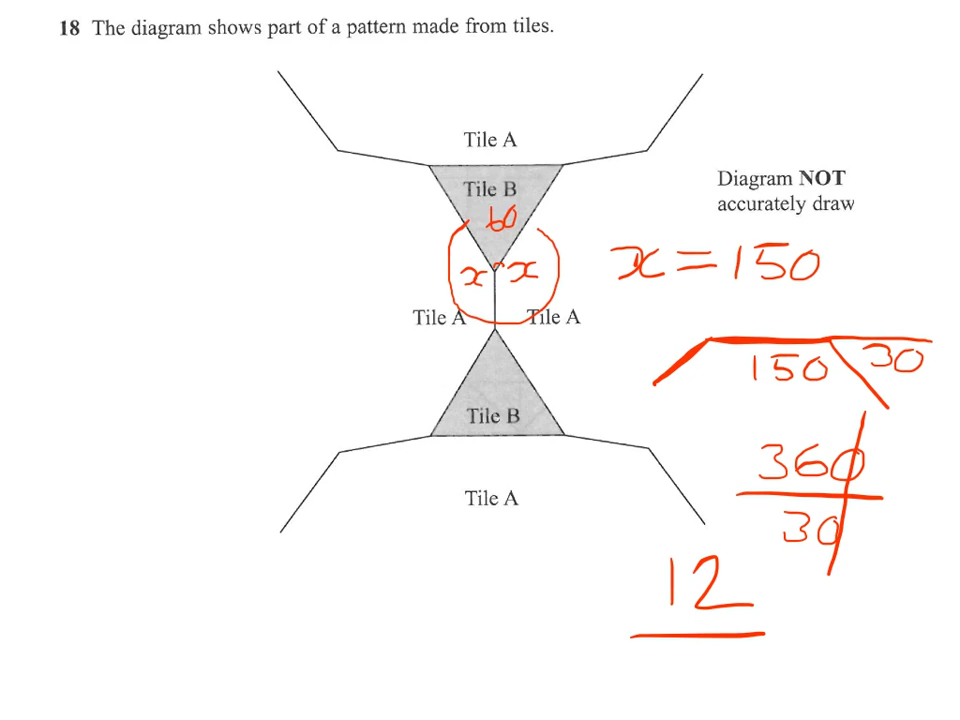 18 The diagram shows part of a pattern made from tiles.
Tile A
Tile B
Diagram NOT
accurately draw
60
x x
x = 150
Tile A Tile A
150 30
Tile B
360
30
Tile A
12